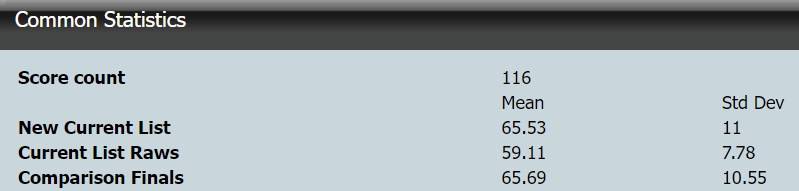 Common Statistics
Score count 116
Mean Std Dev
New Current List 65.53 11
Current List Raws 59.11 7.78
Comparison Finals 65.69 10.55